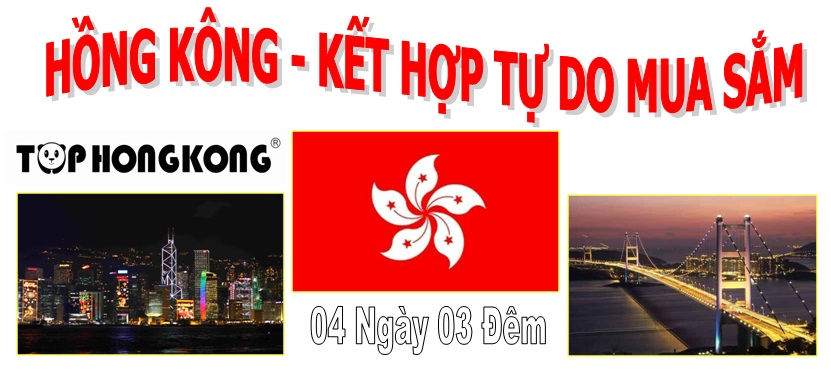 HỒNG KÔNG - KẾT HỢP TỰ DO MUA SẮM
TOP HONGKONG®
04 Ngày 03 Đêm